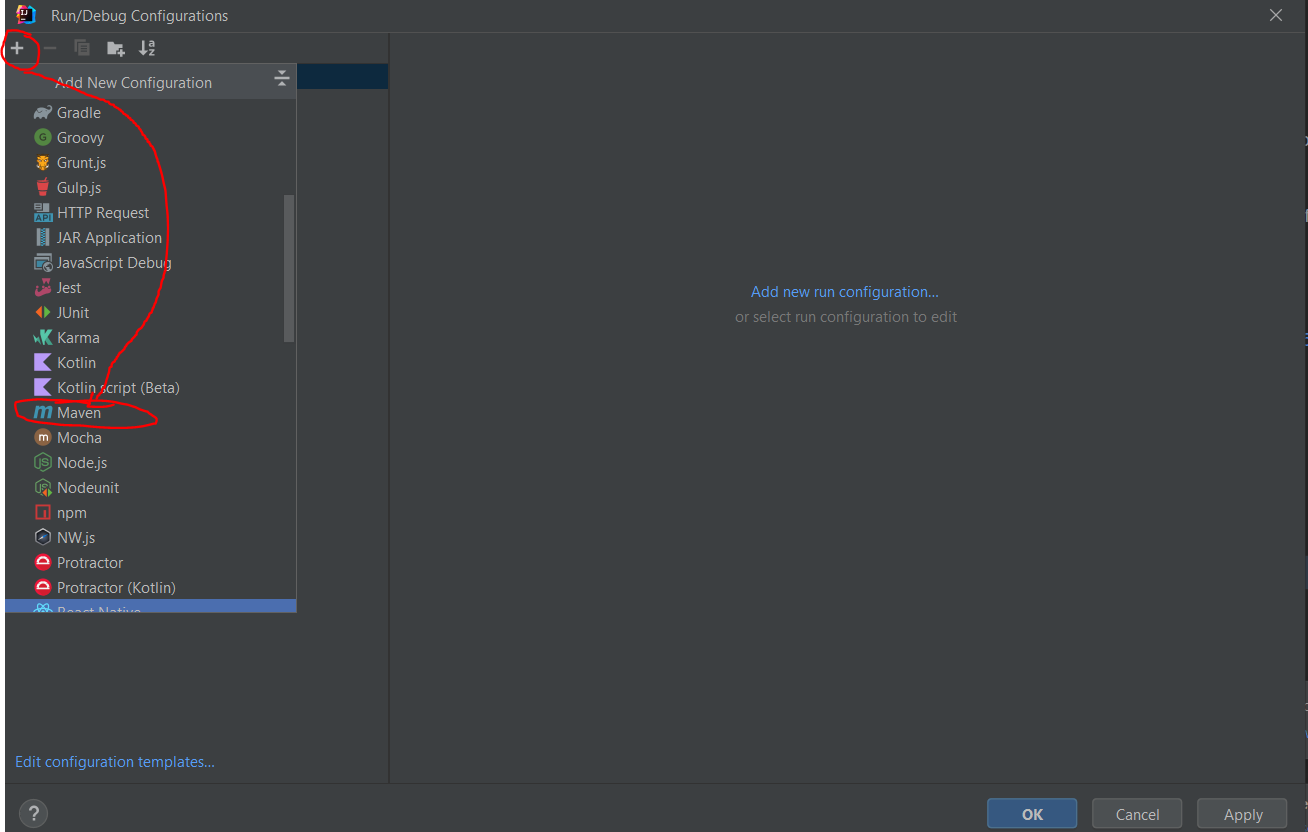 Run/Debug Configurations
Add New Configuration
Gradle
Groovy
Grunt.js
Gulp.js
HTTP Request
JAR Application
JavaScript Debug
Jest
JUnit
Karma
Kotlin
Kotlin script (Beta)
Maven
Mocha
Node.js
Nodeunit
npm
NW.js
Protractor
Protractor (Kotlin)
React Native
Add new run configuration...
or select run configuration to edit
Edit configuration templates...
?
OK
Cancel
Apply